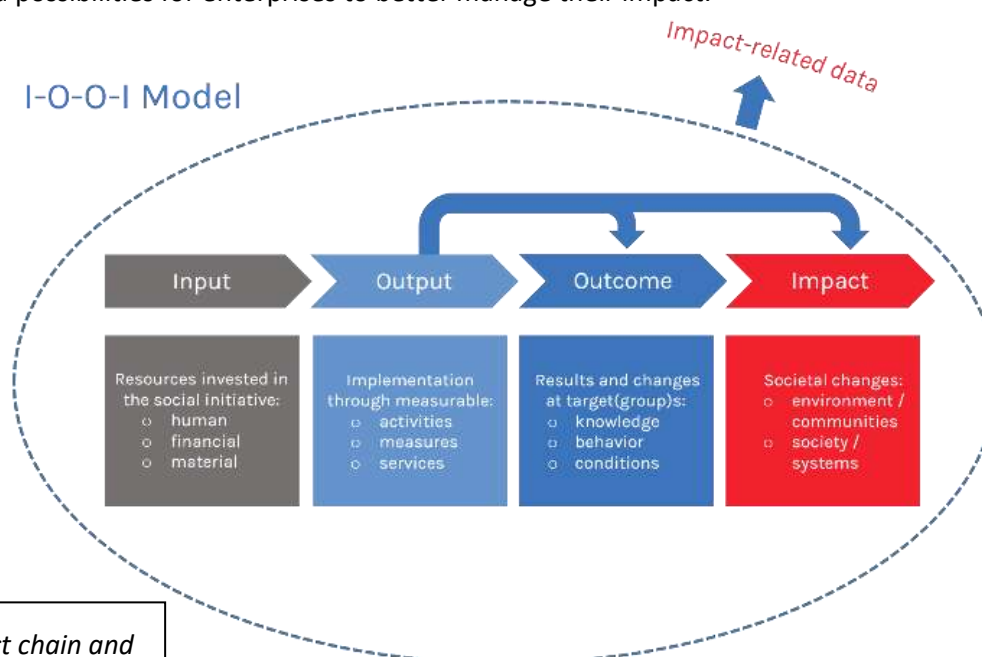 possibilities for enterprises to better manage their impact.
Impact-related data
I-O-O-I Model
Input
Output
Outcome
Impact
Resources invested in
the social initiative:
o human
o financial
o material
Implementation
through measurable:
o activities
o measures
o services
Results and changes
at target(group)s:
o knowledge
o behavior
o conditions
Societal changes:
o environment /
communities
o society /
systems
chain and